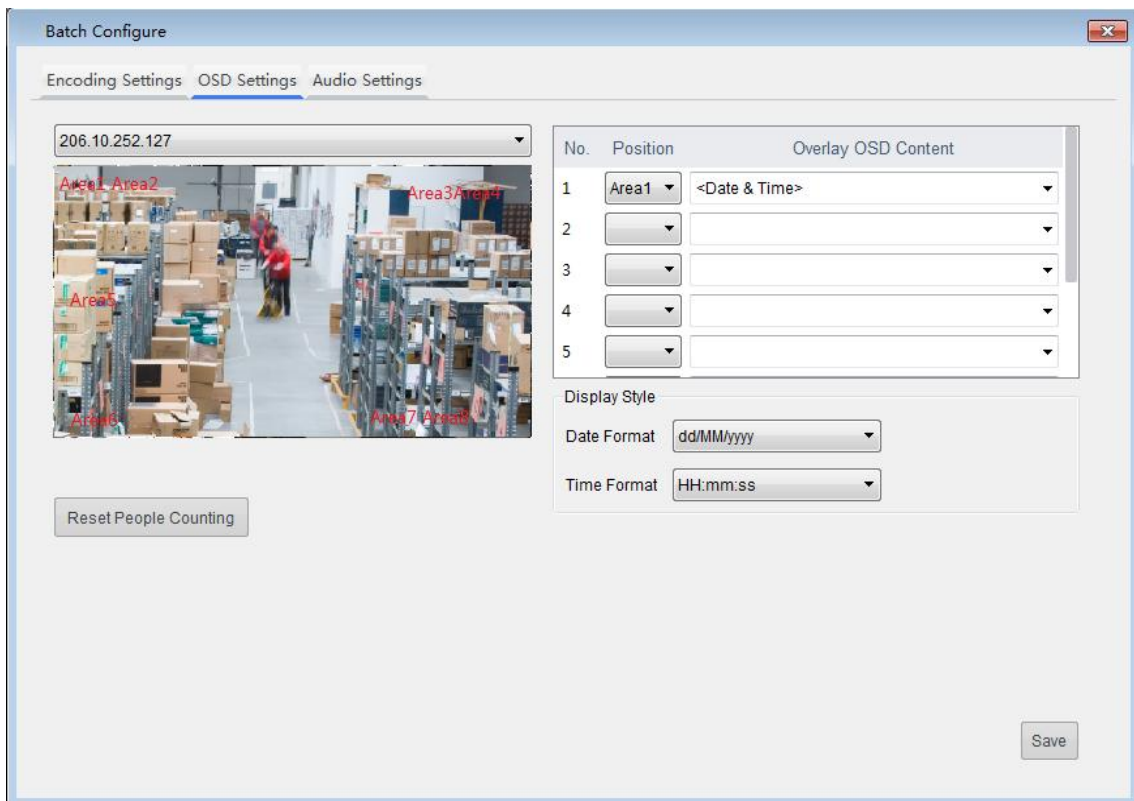 Batch Configure
Encoding Settings OSD Settings Audio Settings
206.10.252.127
Area1 Area2
Area3Area4
Area5
Area6
Area7 Area8
Reset People Counting
No. Position Overlay OSD Content
1 Area1 <Date & Time>
2
3
4
5
Display Style
Date Format dd/MM/yyyy
Time Format HH:mm:ss
Save